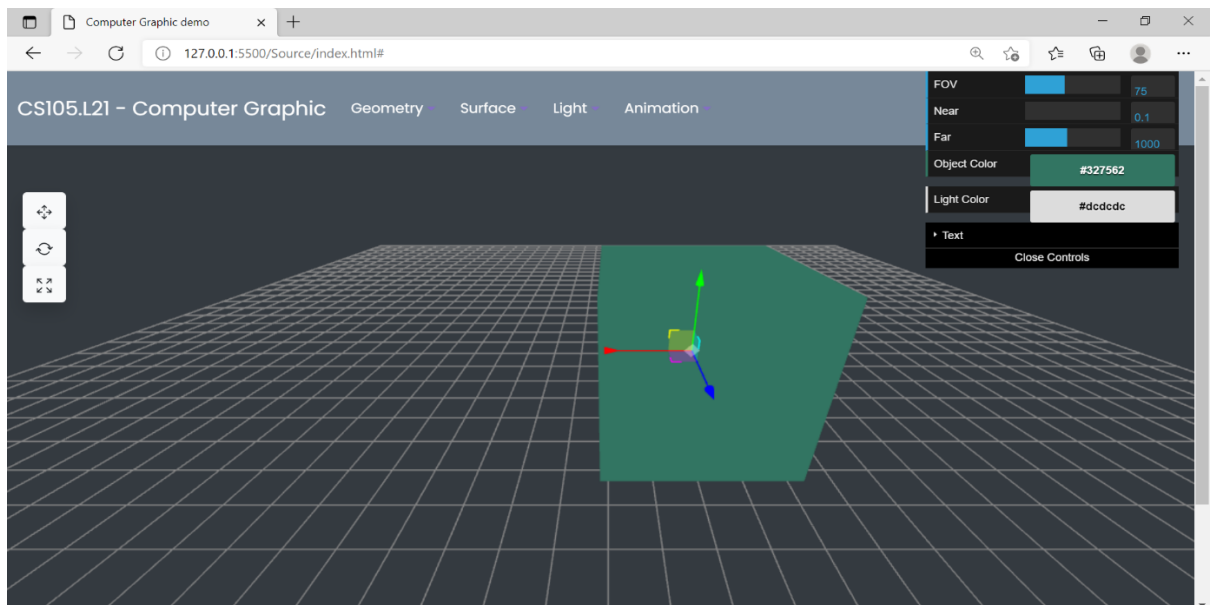 Computer Graphic demo
127.0.0.1:5500/Source/index.html#
CS105.L21 - Computer Graphic Geometry Surface Light Animation
FOV 75
Near 0.1
Far 1000
Object Color #327562
Light Color #dcdcdc
Text
Close Controls